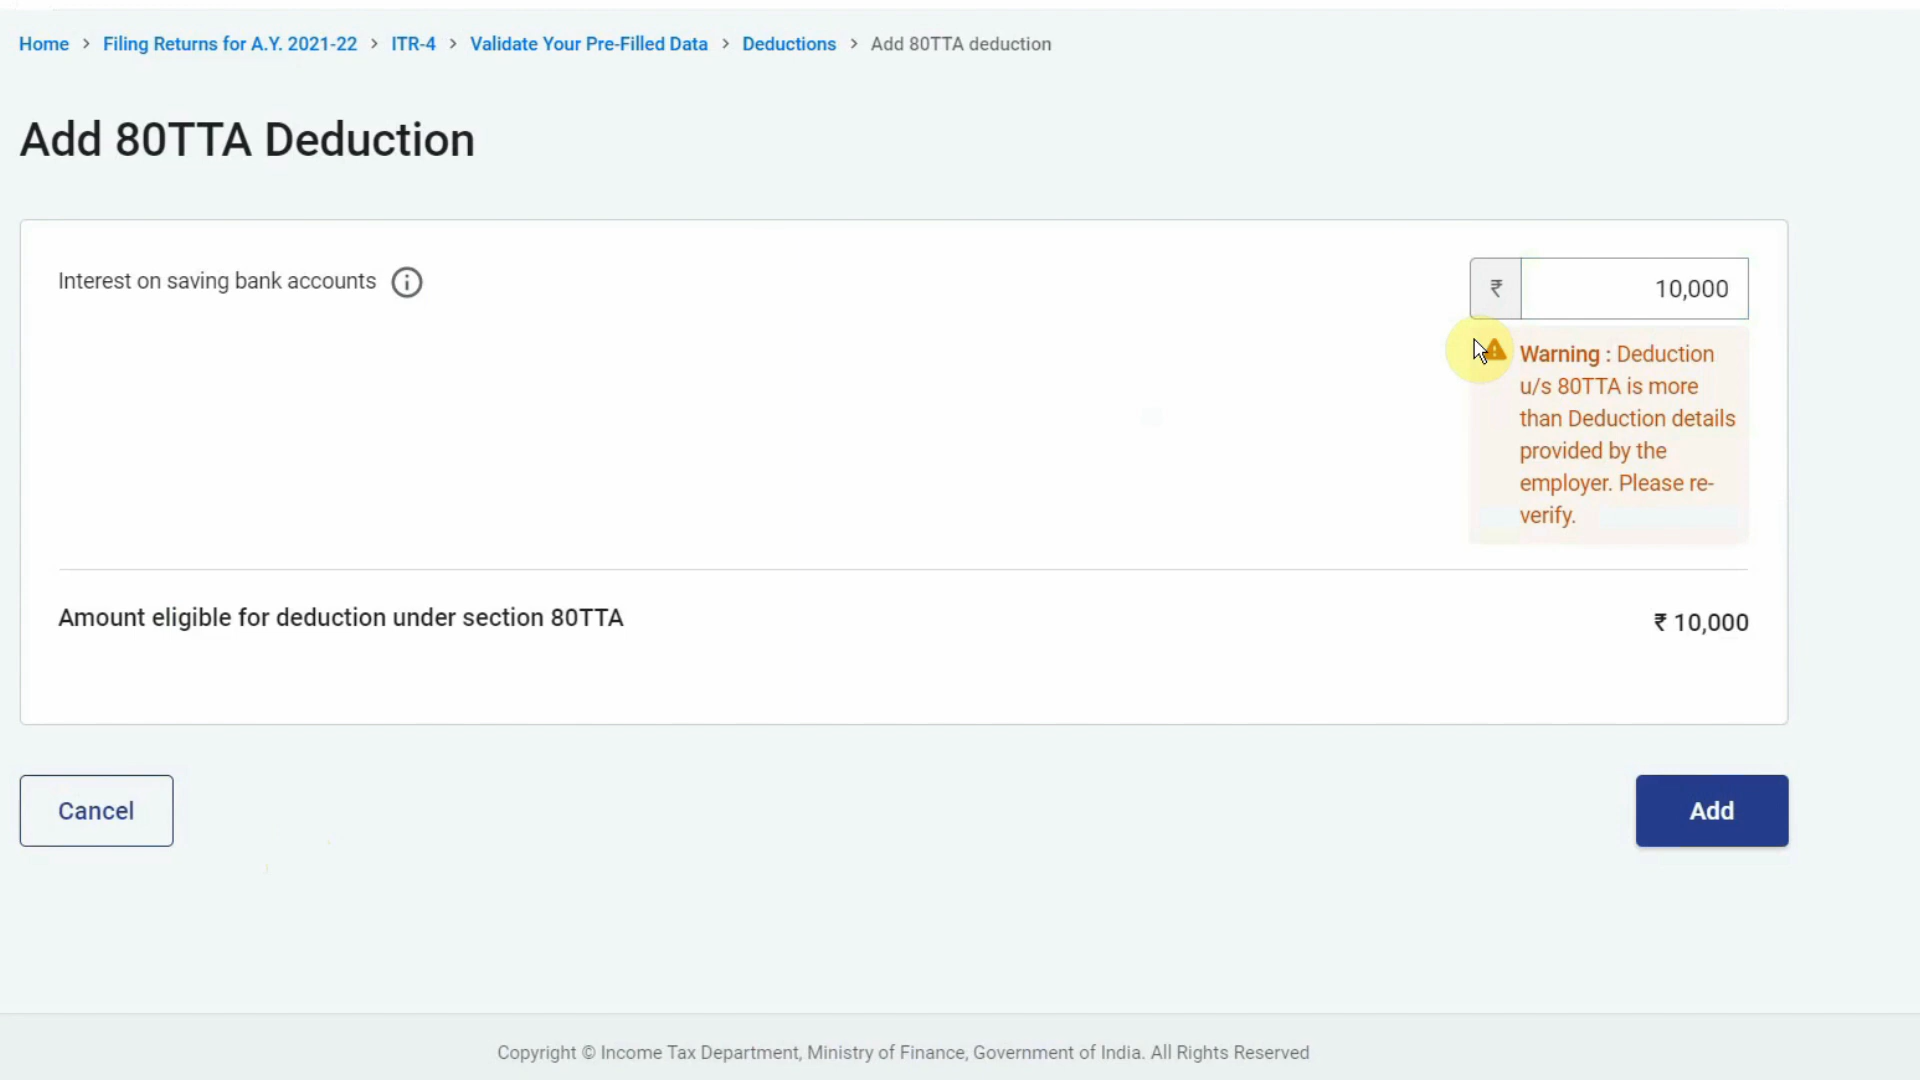 Home > Filing Returns for A.Y. 2021-22 > ITR-4 > Validate Your Pre-Filled Data > Deductions > Add 80TTA deduction
Add 80TTA Deduction
Interest on saving bank accounts
₹ 10,000
Warning : Deduction
u/s 80TTA is more
than Deduction details
provided by the
employer. Please re-
verify.
Amount eligible for deduction under section 80TTA ₹ 10,000
Cancel Add
Copyright © Income Tax Department, Ministry of Finance, Government of India. All Rights Reserved